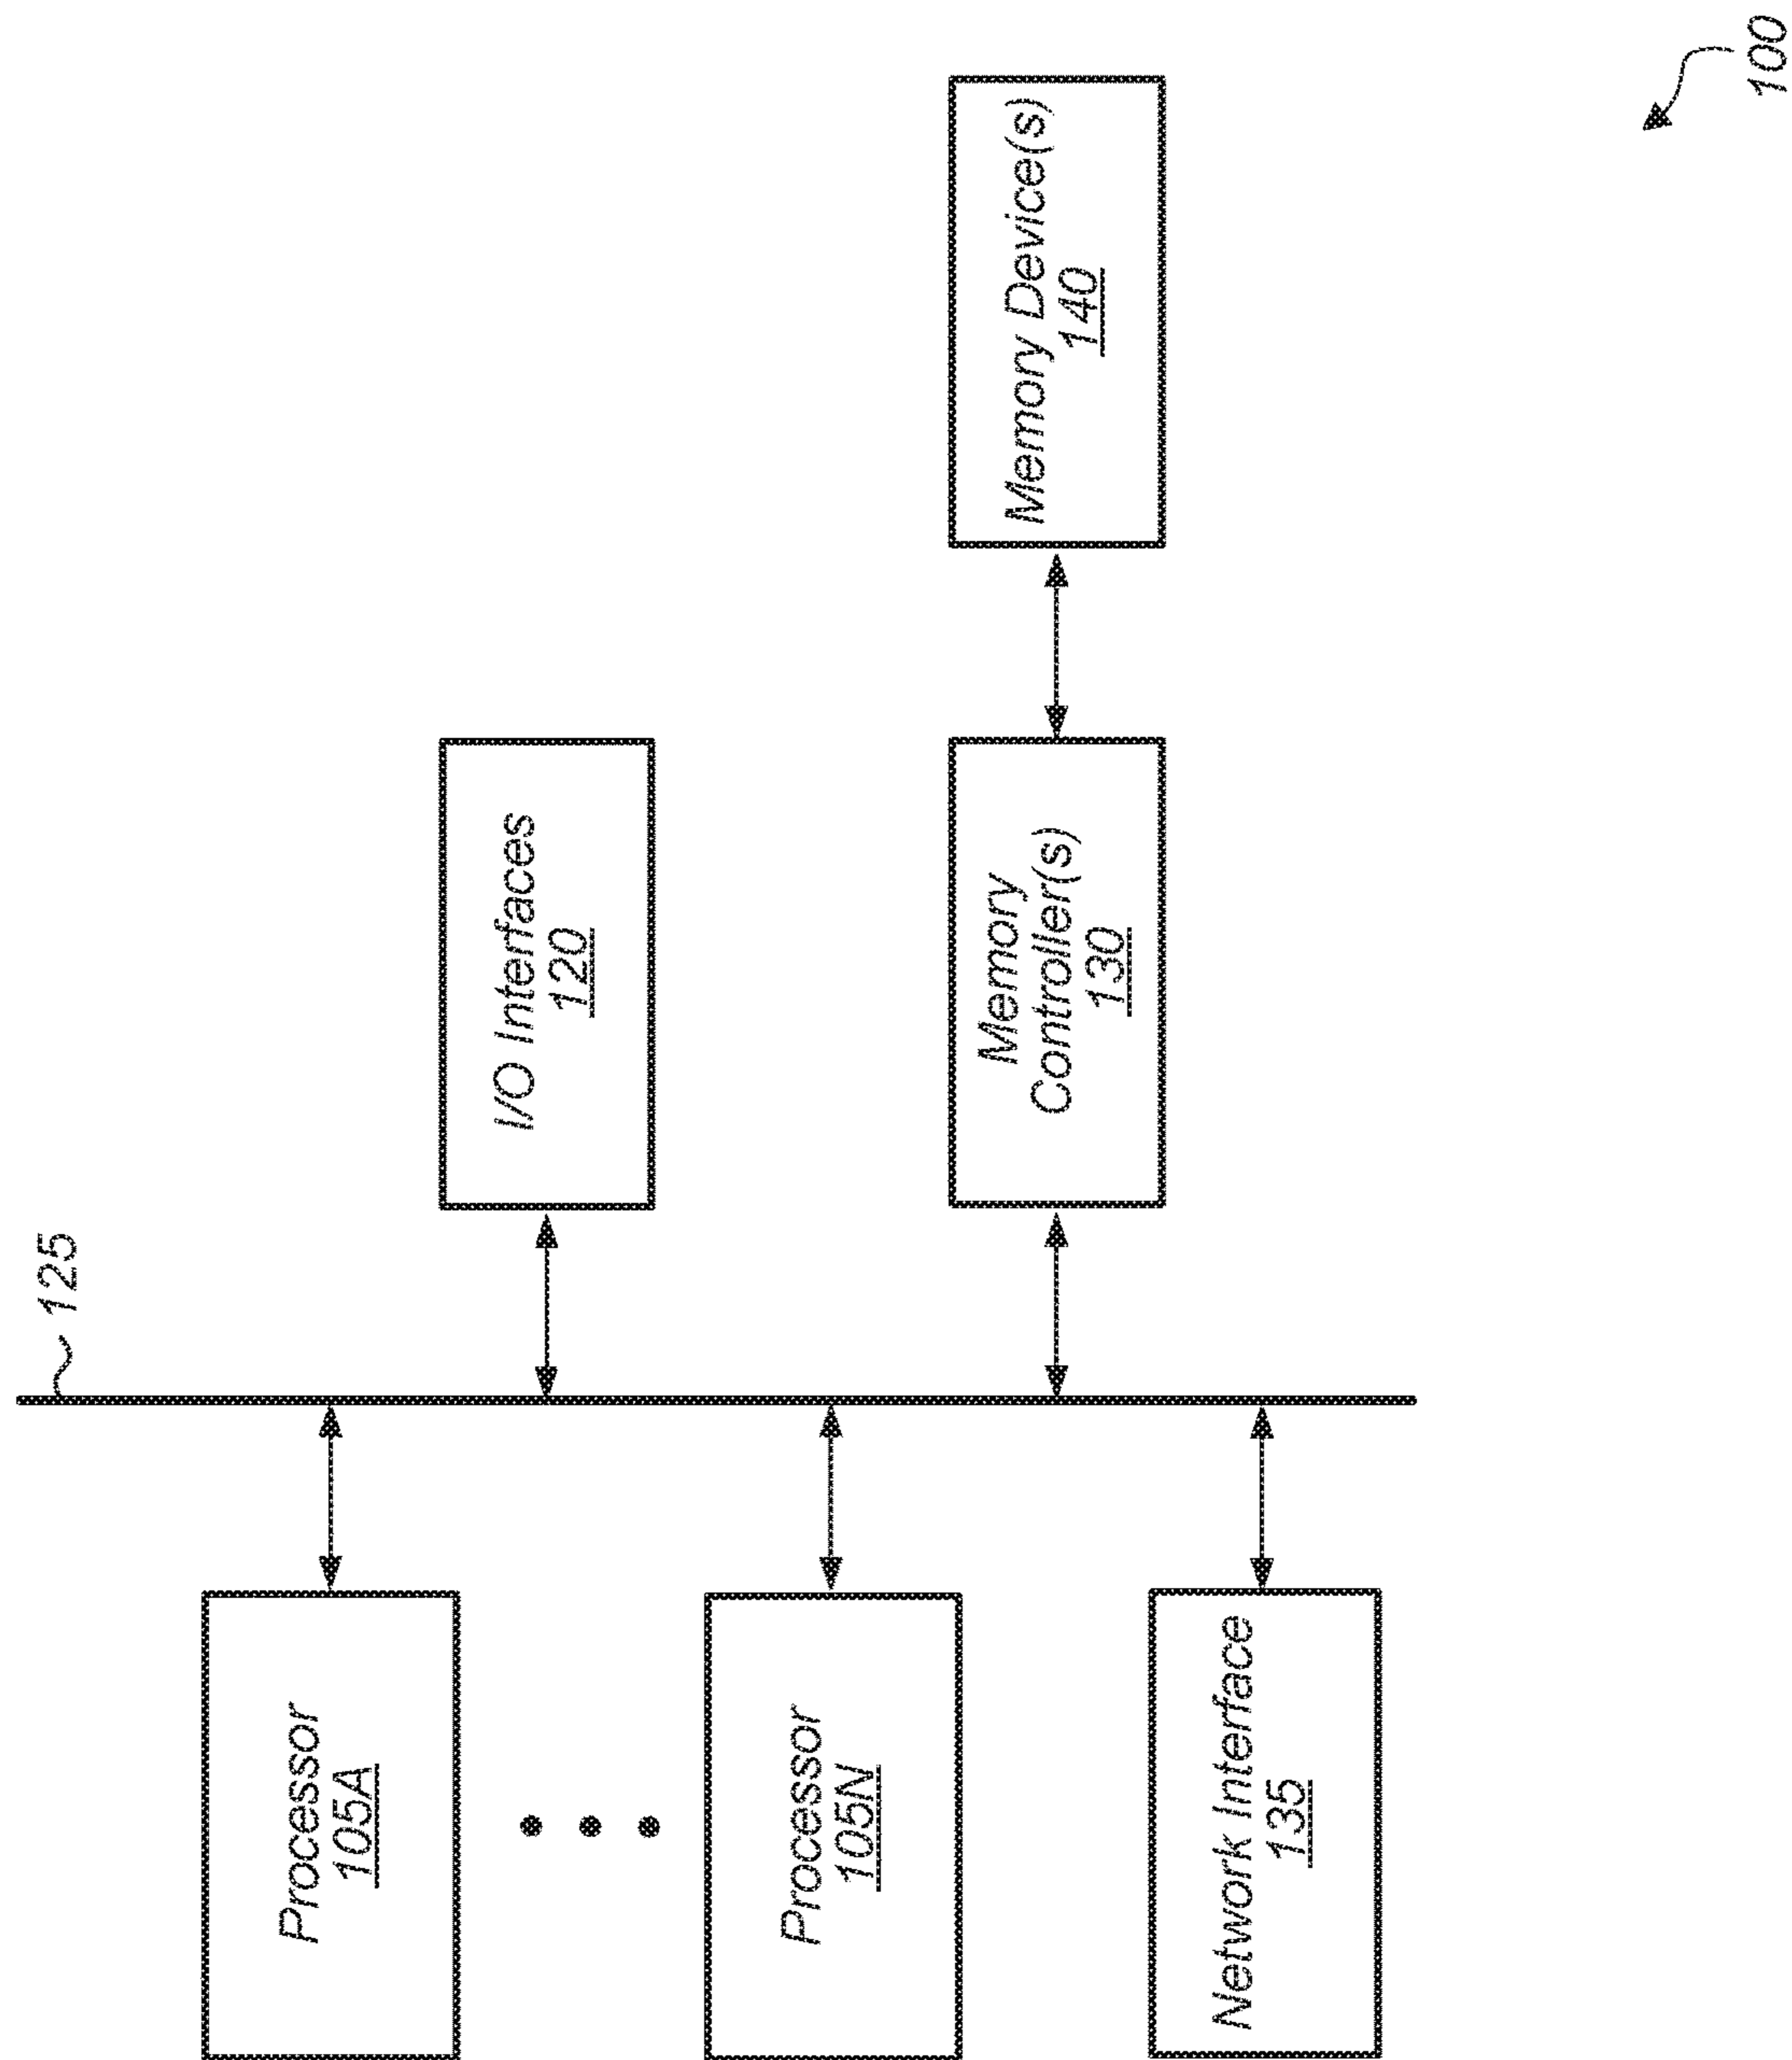 100
125
Processor
105A
Processor
105N
Network Interface
135
I/O Interfaces
120
Memory
Controller(s)
130
Memory Device(s)
140